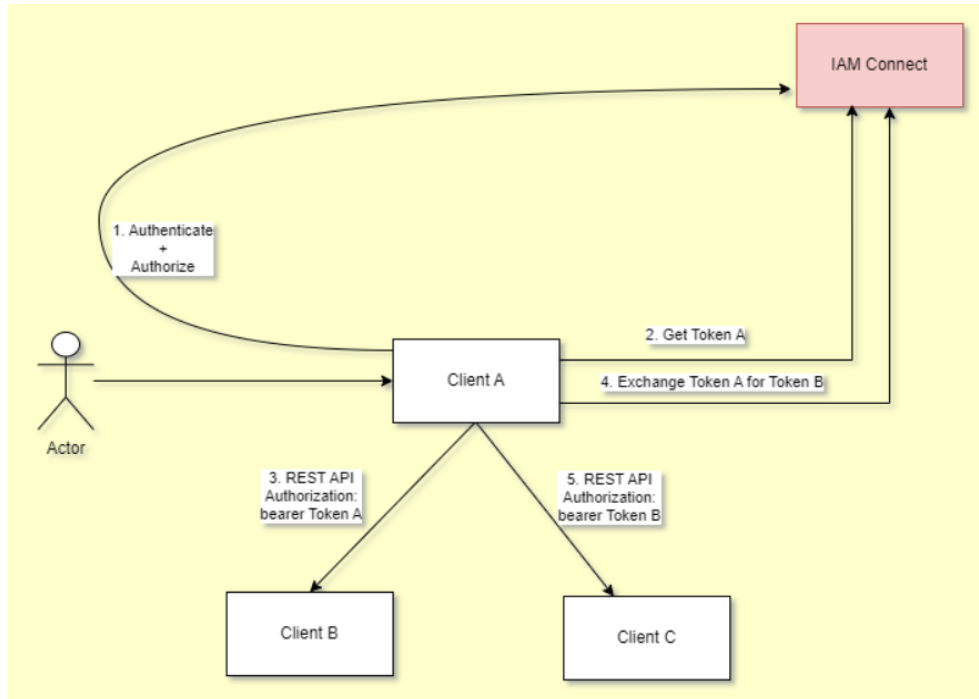 IAM Connect
1. Authenticate
+
Authorize
2. Get Token A
Client A
4. Exchange Token A for Token B
Actor
3. REST API
Authorization:
bearer Token A
5. REST API
Authorization:
bearer Token B
Client B
Client C